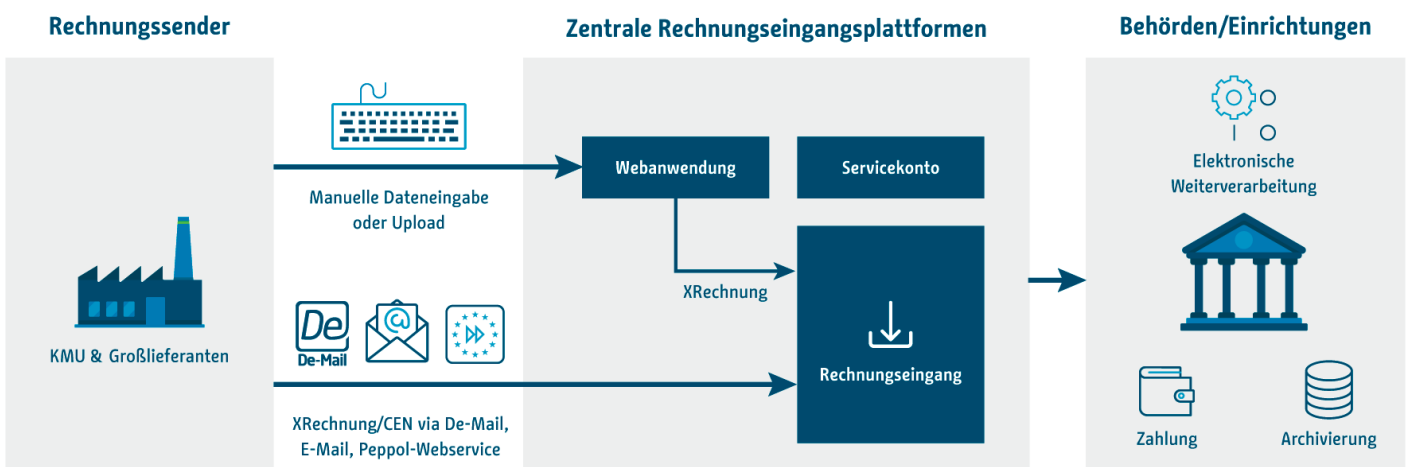 Rechnungssender
Zentrale Rechnungseingangsplattformen
Behörden/Einrichtungen
KMU & Großlieferanten
Manuelle Dateneingabe
oder Upload
De
De-Mail
@
XRechnung/CEN via De-Mail,
E-Mail, Peppol-Webservice
Webanwendung
Servicekonto
XRechnung
Rechnungseingang
Elektronische
Weiterverarbeitung
Zahlung
Archivierung